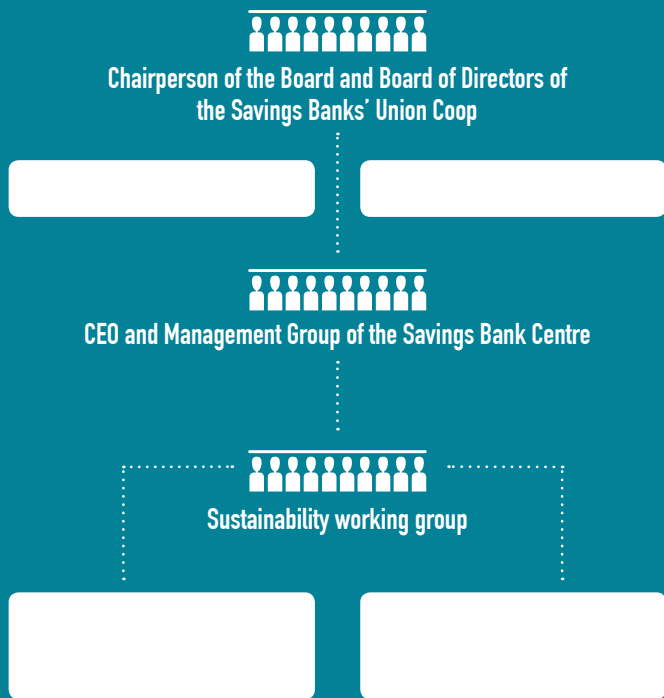 Chairperson of the Board and Board of Directors of
the Savings Banks’ Union Coop
CEO and Management Group of the Savings Bank Centre
Sustainability working group